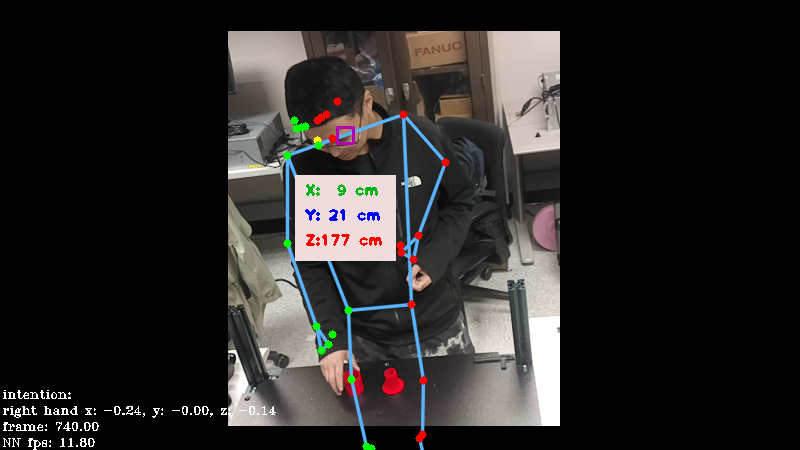 FANUC
X: 9 cm
Y: 21 cm
Z:177 cm
intention:
right hand x: -0.24, y: -0.00, z: -0.14
frame: 740.00
NN fps: 11.80